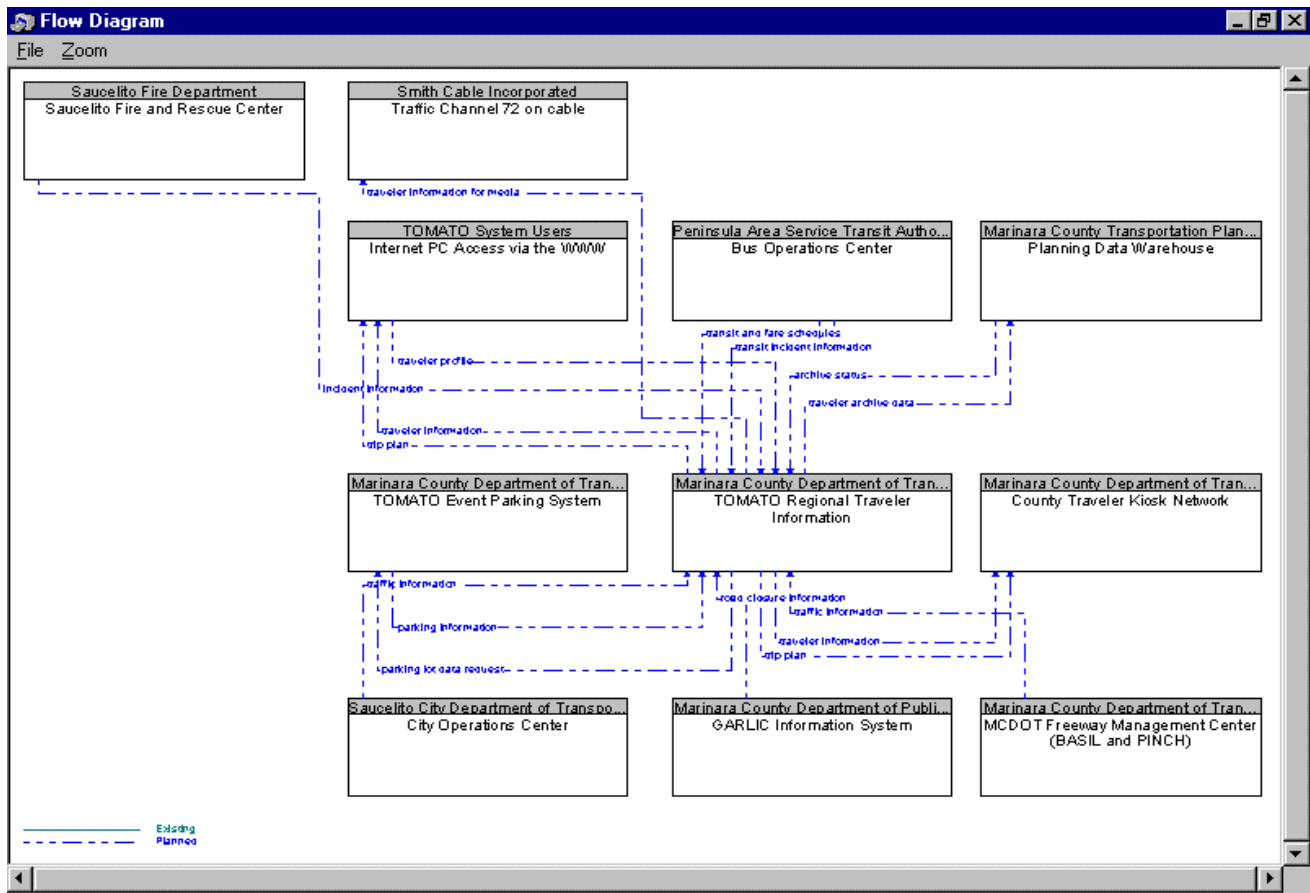 Flow Diagram
File Zoom
Saucelito Fire Department
Saucelito Fire and Rescue Center
Smith Cable Incorporated
Traffic Channel 72 on cable
traveler information for media
TOMATO System Users
Internet PC Access via the WWW
Peninsula Area Service Transit Autho...
Bus Operations Center
Marinara County Transportation Plan...
Planning Data Warehouse
transit and fare schedules
transit incident information
traveler profile
archive status
incident information
traveler archive data
traveler information
trip plan
Marinara County Department of Tran...
TOMATO Event Parking System
Marinara County Department of Tran...
TOMATO Regional Traveler
Information
Marinara County Department of Tran...
County Traveler Kiosk Network
traffic information
road closure information
traffic information
parking information
traveler information
trip plan
parking lot data request
Saucelito City Department of Transpo...
City Operations Center
Marinara County Department of Publi...
GARLIC Information System
Marinara County Department of Tran...
MCDOT Freeway Management Center
(BASIL and PINCH)
Existing
Planned